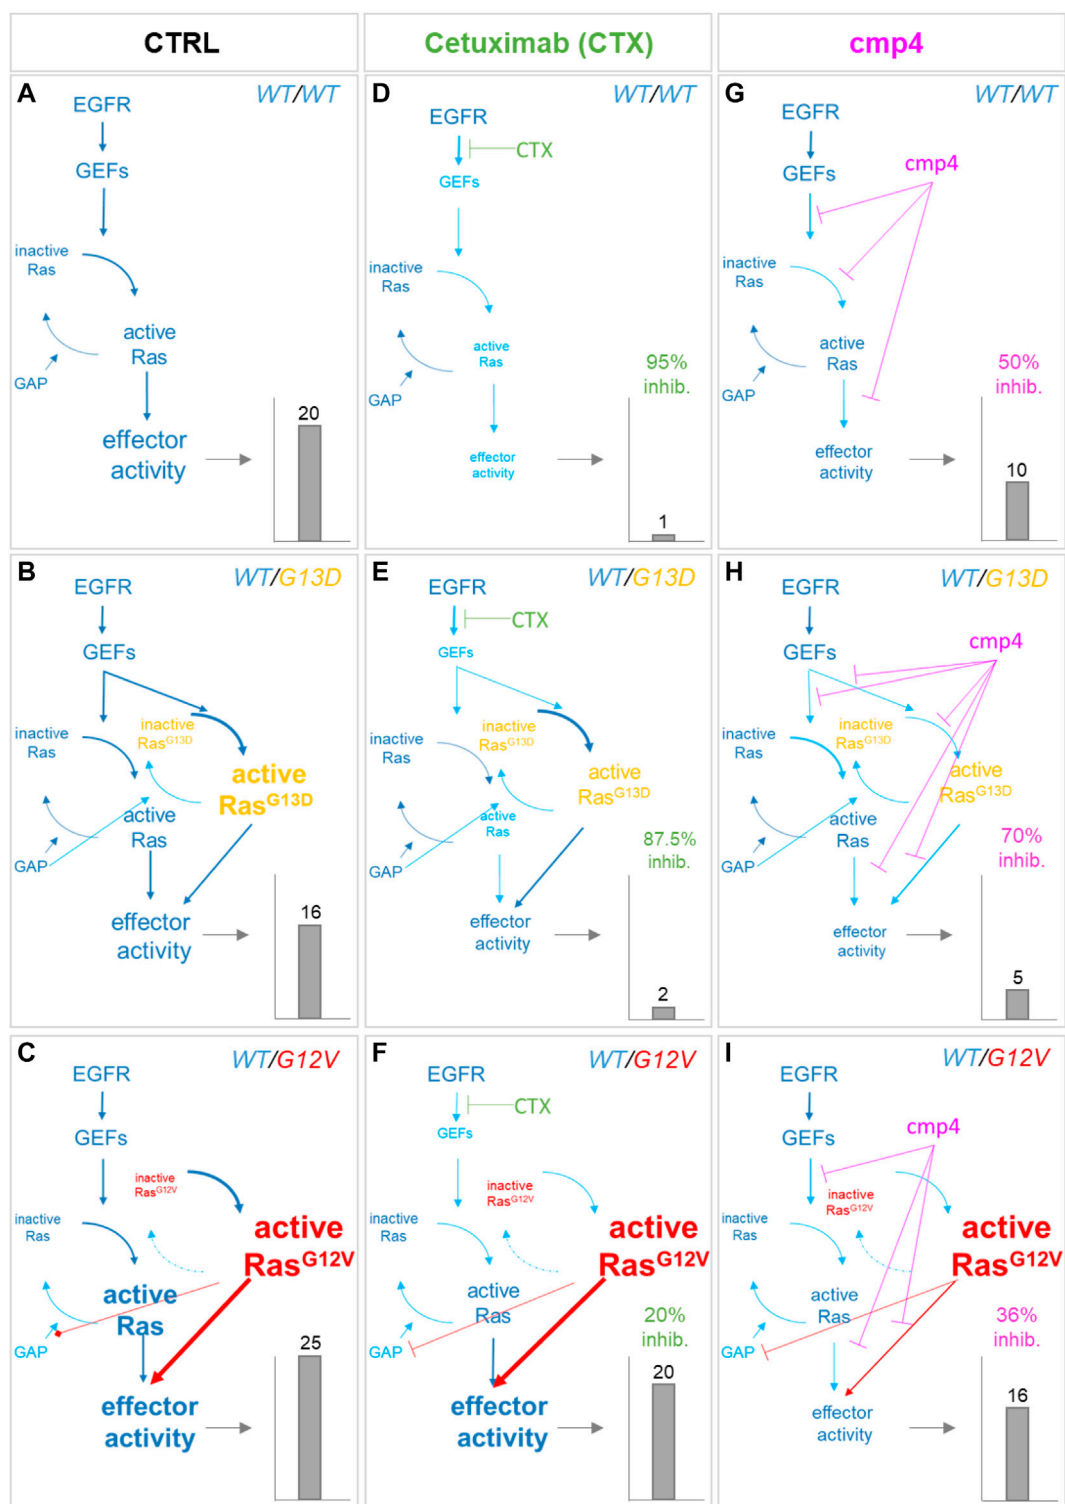 CTRL
Cetuximab (CTX)
cmp4
A
WT/WT
EGFR
GEFs
inactive
Ras
active
Ras
GAP
effector
activity
20
D
WT/WT
EGFR
CTX
GEFs
inactive
Ras
active
Ras
GAP
effector
activity
95%
inhib.
1
G
WT/WT
EGFR
GEFs
cmp4
inactive
Ras
active
Ras
GAP
effector
activity
50%
inhib.
10
B
WT/G13D
EGFR
GEFs
inactive
Ras
inactive
RasG13D
active
RasG13D
active
Ras
GAP
effector
activity
16
E
WT/G13D
EGFR
CTX
GEFs
inactive
Ras
inactive
RasG13D
active
RasG13D
active
Ras
GAP
effector
activity
87.5%
inhib.
2
H
WT/G13D
EGFR
GEFs
cmp4
inactive
Ras
inactive
RasG13D
active
RasG13D
active
Ras
GAP
effector
activity
70%
inhib.
5
C
WT/G12V
EGFR
GEFs
inactive
RasG12V
inactive
Ras
active
RasG12V
active
Ras
GAP
effector
activity
25
F
WT/G12V
EGFR
CTX
GEFs
inactive
RasG12V
inactive
Ras
active
RasG12V
active
Ras
GAP
effector
activity
20%
inhib.
20
I
WT/G12V
EGFR
GEFs
cmp4
inactive
RasG12V
inactive
Ras
active
RasG12V
active
Ras
GAP
effector
activity
36%
inhib.
16